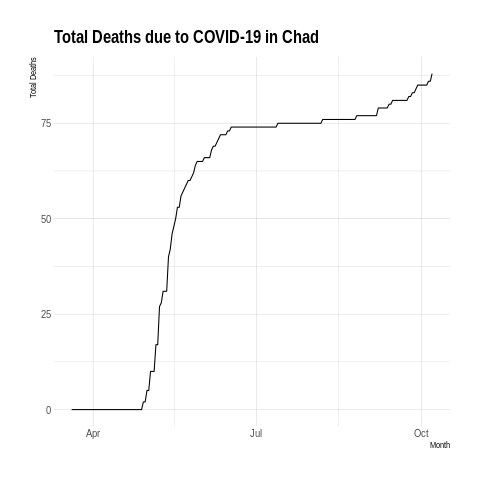 Total Deaths due to COVID-19 in Chad
Total Deaths
75
50
25
0
Apr Jul Oct
Month